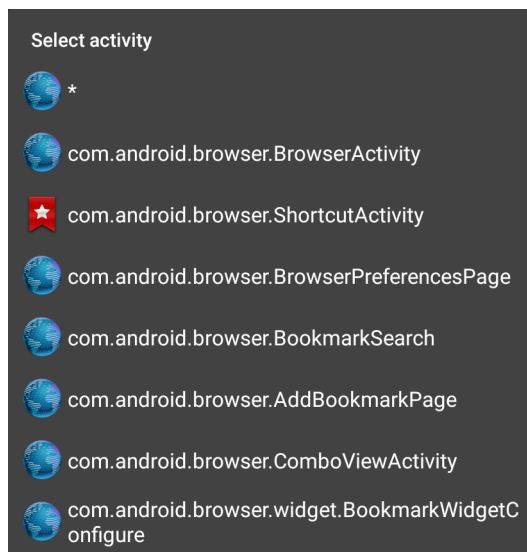 Select activity
*
com.android.browser.BrowserActivity
com.android.browser.ShortcutActivity
com.android.browser.BrowserPreferencesPage
com.android.browser.BookmarkSearch
com.android.browser.AddBookmarkPage
com.android.browser.ComboViewActivity
com.android.browser.widget.BookmarkWidgetC
onfigure